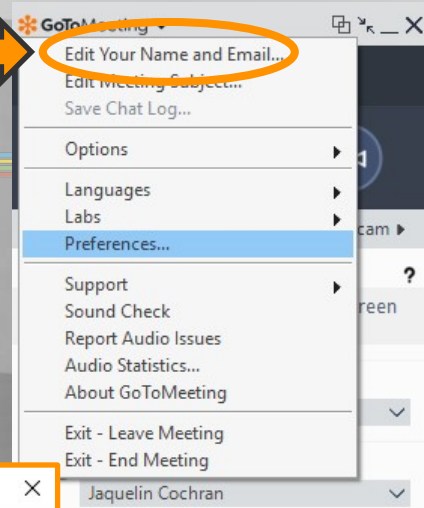 GoToMeeting
Edit Your Name and Email...
Edit Meeting Subject...
Save Chat Log...
Options
Languages
Labs
cam
Preferences...
?
Support
reen
Sound Check
Report Audio Issues
Audio Statistics...
About GoToMeeting
Exit - Leave Meeting
Exit - End Meeting
Jaquelin Cochran